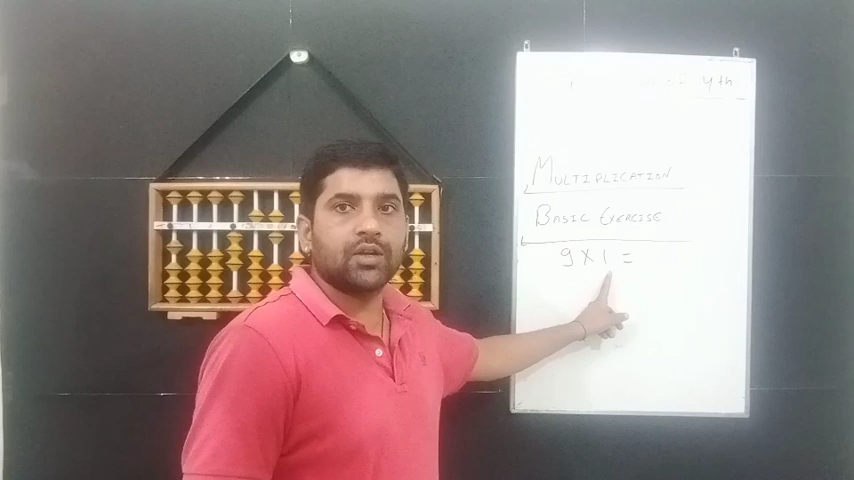 4th
MULTIPLICATION
BASIC EXERCISE
9 X 1 =